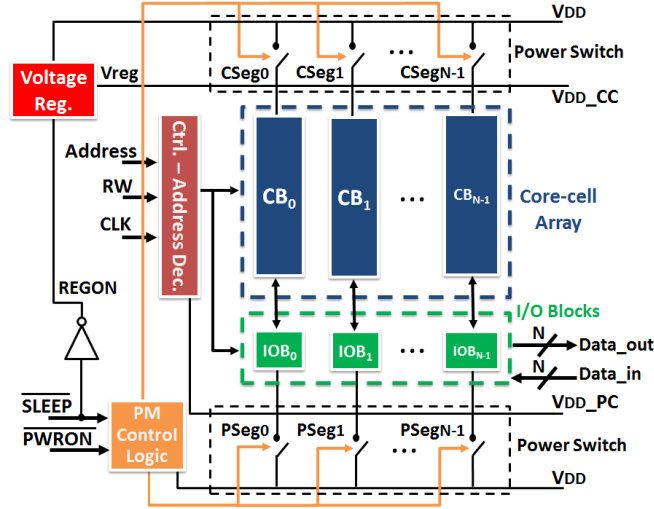 VDD
Power Switch
CSeg0 CSeg1 ... CSegN-1
Voltage
Reg.
Vreg
VDD_CC
Address
RW
CLK
Ctrl. – Address Dec.
CB0 CB1 ... CBN-1
Core-cell
Array
REGON
I/O Blocks
IOB0 IOB1 ... IOBN-1
N
Data_out
N
Data_in
SLEEP
PWRON
PM
Control
Logic
VDD_PC
PSeg0 PSeg1 PSegN-1
...
Power Switch
VDD